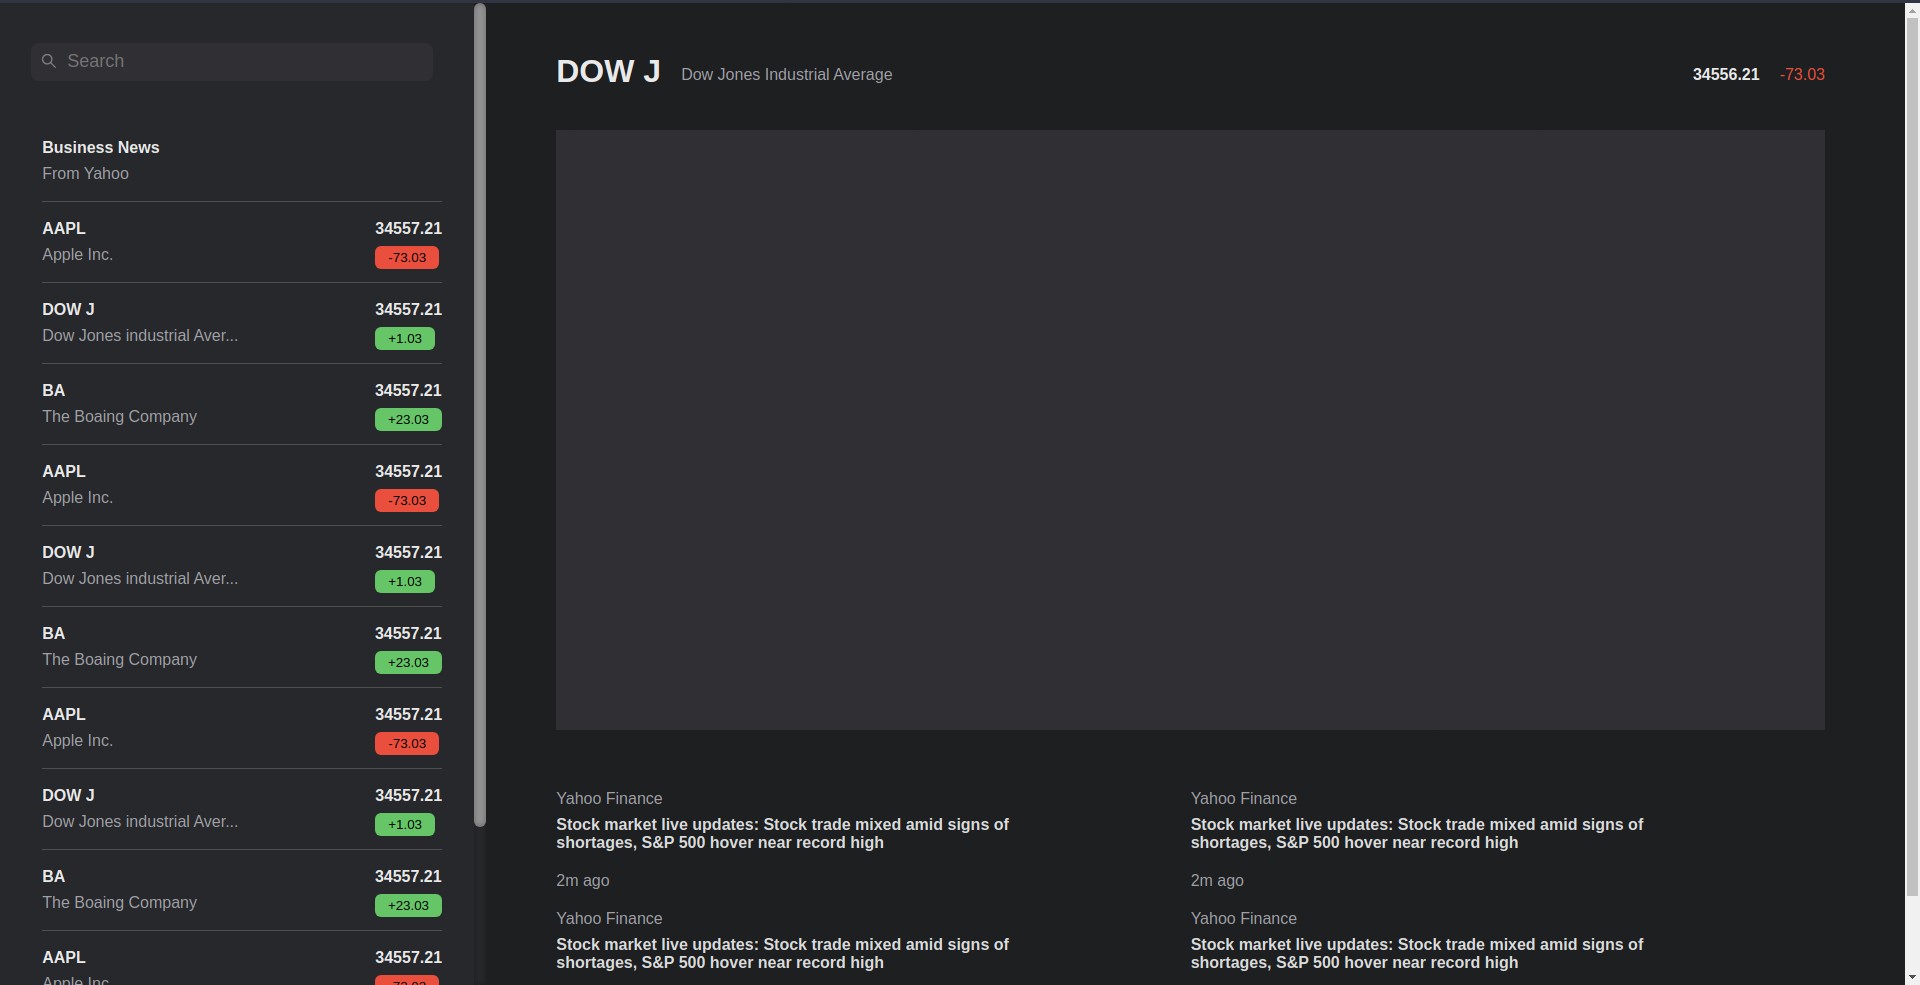 Search
Business News
From Yahoo
AAPL 34557.21
Apple Inc. -73.03
DOW J 34557.21
Dow Jones industrial Aver... +1.03
BA 34557.21
The Boaing Company +23.03
AAPL 34557.21
Apple Inc. -73.03
DOW J 34557.21
Dow Jones industrial Aver... +1.03
BA 34557.21
The Boaing Company +23.03
AAPL 34557.21
Apple Inc. -73.03
DOW J 34557.21
Dow Jones industrial Aver... +1.03
BA 34557.21
The Boaing Company +23.03
AAPL 34557.21
Apple Inc. -73.03
DOW J Dow Jones Industrial Average 34556.21 -73.03
Yahoo Finance
Stock market live updates: Stock trade mixed amid signs of
shortages, S&P 500 hover near record high
2m ago
Yahoo Finance
Stock market live updates: Stock trade mixed amid signs of
shortages, S&P 500 hover near record high
2m ago
Yahoo Finance
Stock market live updates: Stock trade mixed amid signs of
shortages, S&P 500 hover near record high
Yahoo Finance
Stock market live updates: Stock trade mixed amid signs of
shortages, S&P 500 hover near record high